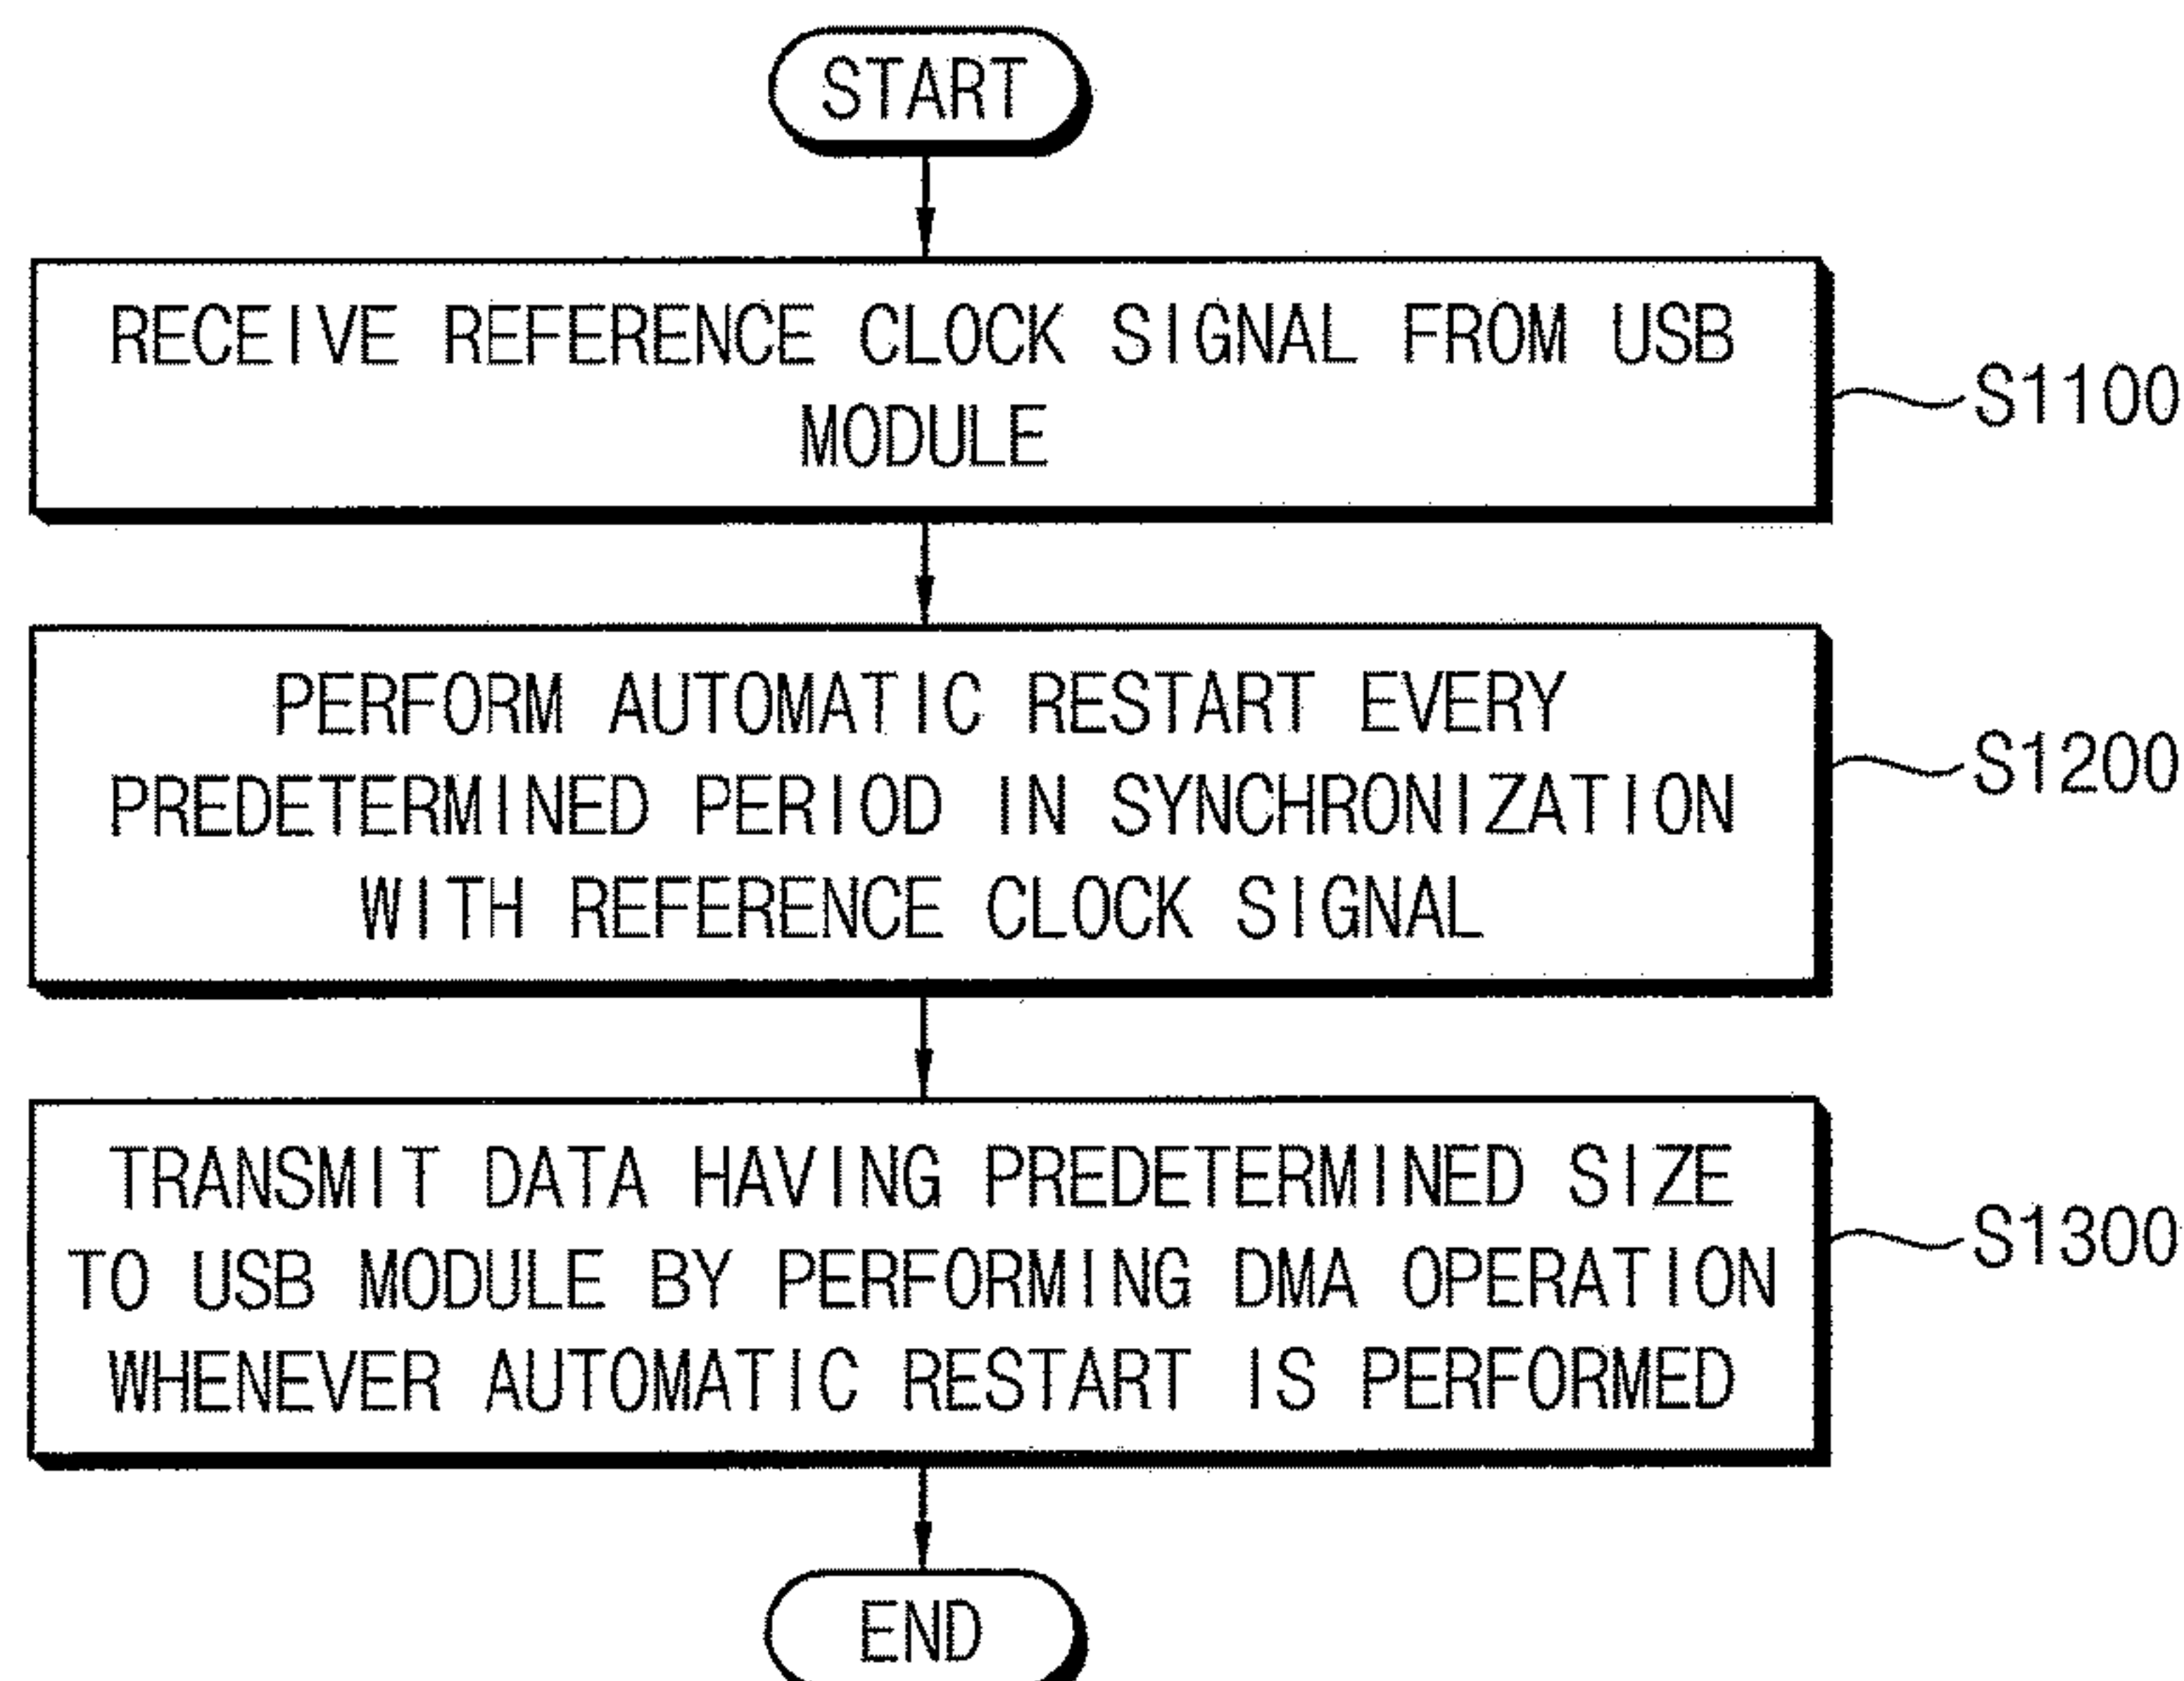 START
RECEIVE REFERENCE CLOCK SIGNAL FROM USB
MODULE
S1100
PERFORM AUTOMATIC RESTART EVERY
PREDETERMINED PERIOD IN SYNCHRONIZATION
WITH REFERENCE CLOCK SIGNAL
S1200
TRANSMIT DATA HAVING PREDETERMINED SIZE
TO USB MODULE BY PERFORMING DMA OPERATION
WHENEVER AUTOMATIC RESTART IS PERFORMED
S1300
END